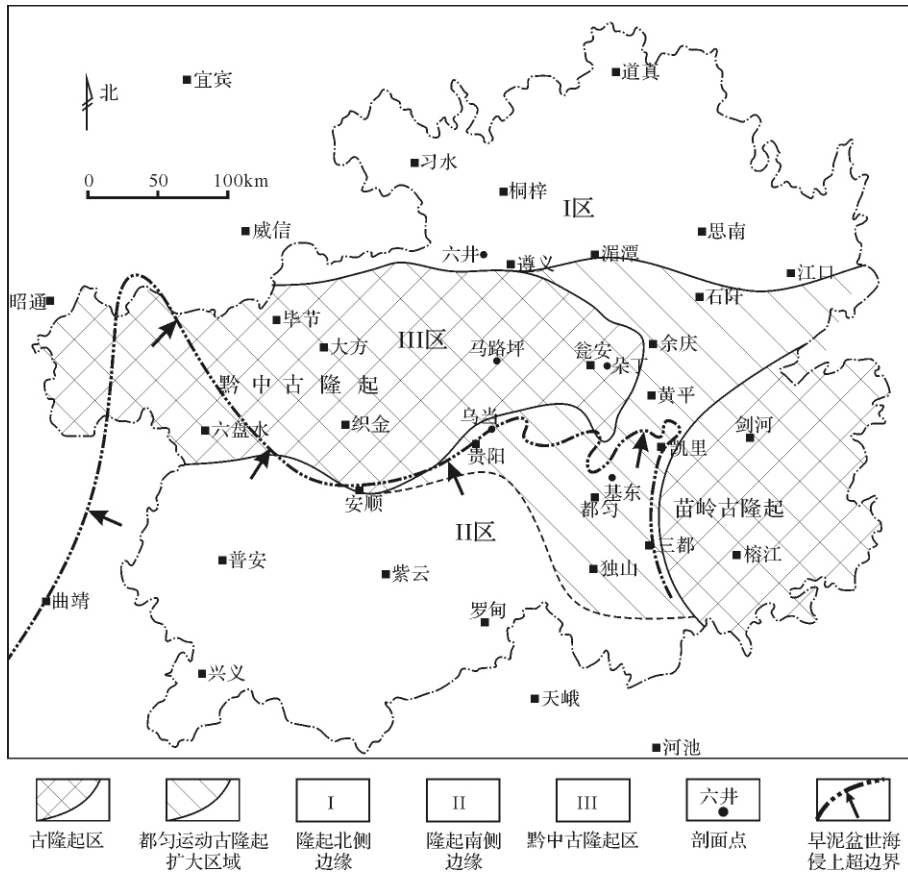 道真
宜宾
北
习水
0 50 100km
桐梓
I区
威信
思南
六井
遵义
湄潭
江口
昭通
石阡
毕节
III区
余庆
大方
马路坪
瓮安
朵丁
黔中古隆起
黄平
乌当
剑河
六盘水
织金
贵阳
凯里
安顺
基东
都匀
苗岭古隆起
II区
三都
榕江
普安
紫云
独山
曲靖
罗甸
兴义
天峨
河池
I
II
III
六井
古隆起区
都匀运动古隆起
扩大区域
隆起北侧
边缘
隆起南侧
边缘
黔中古隆起区
剖面点
早泥盆世海
侵上超边界